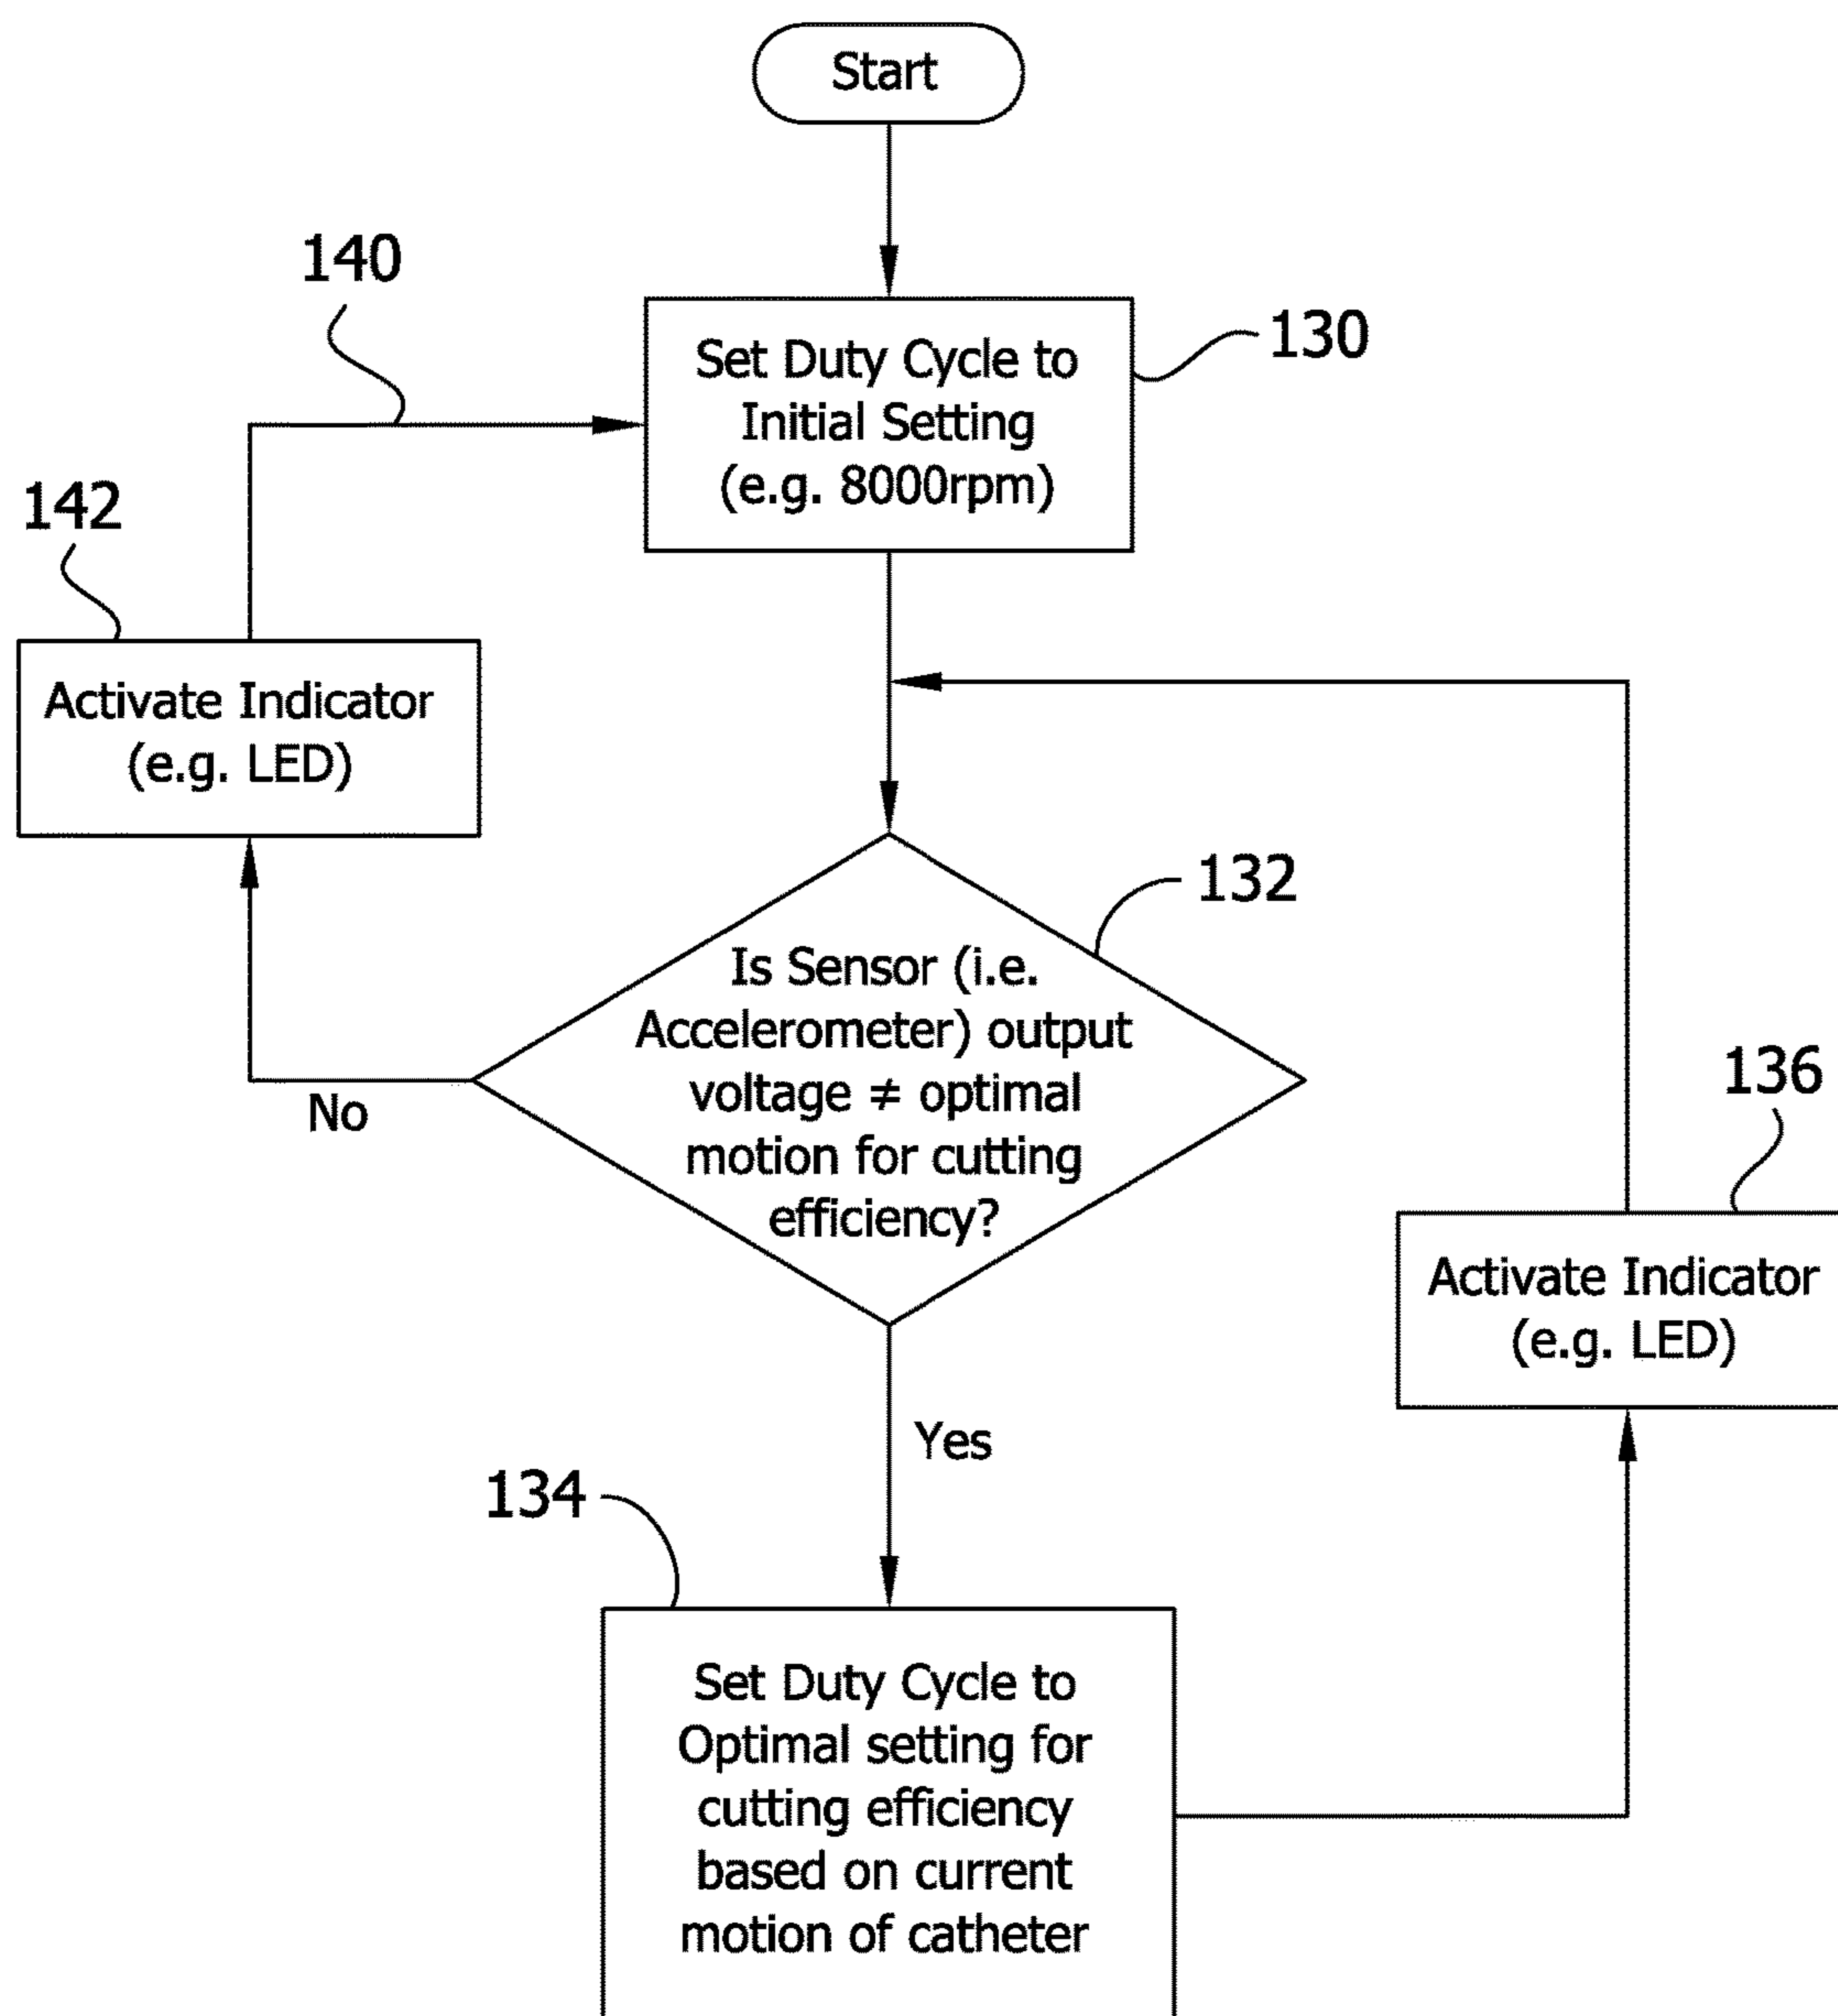 Start
140
130
Set Duty Cycle to
Initial Setting
(e.g. 8000rpm)
142
Activate Indicator
(e.g. LED)
132
Is Sensor (i.e.
Accelerometer) output
voltage ≠ optimal
motion for cutting
efficiency?
No
136
Activate Indicator
(e.g. LED)
Yes
134
Set Duty Cycle to
Optimal setting for
cutting efficiency
based on current
motion of catheter